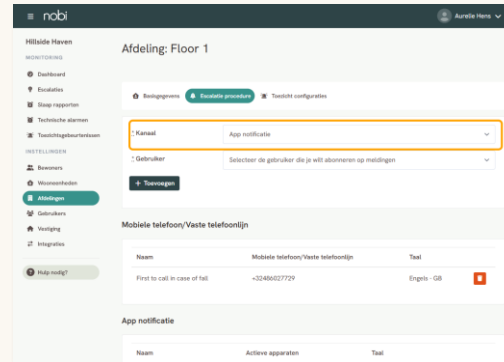 nobi
Aurelie Hens
Hillside Haven
MONITORING
Dashboard
Escalaties
Slaap rapporten
Technische alarmen
Toezichtsgebeurtenissen
INSTELLINGEN
Bewoners
Wooneenheden
Afdelingen
Gebruikers
Vestiging
Integraties
Hulp nodig?
Afdeling: Floor 1
Basisgegevens Escalatie procedure Toezicht configuraties
* Kanaal App notificatie
* Gebruiker Selecteer de gebruiker die je wilt abonneren op meldingen
+ Toevoegen
Mobiele telefoon/Vaste telefoonlijn
Naam Mobiele telefoon/Vaste telefoonlijn Taal
First to call in case of fall +32486027729 Engels - GB
App notificatie
Naam Actieve apparaten Taal